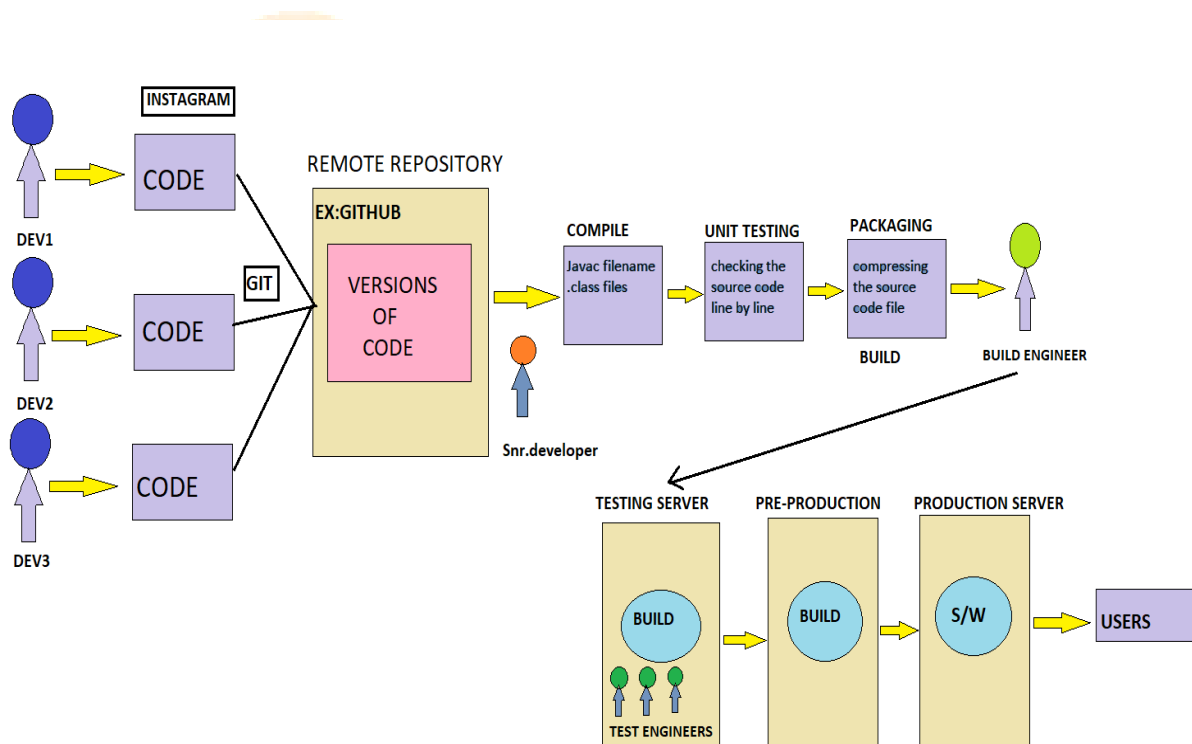 INSTAGRAM
CODE
DEV1
GIT
CODE
DEV2
CODE
DEV3
REMOTE REPOSITORY
EX:GITHUB
VERSIONS
OF
CODE
Snr.developer
COMPILE
Javac filename
.class files
UNIT TESTING
checking the
source code
line by line
PACKAGING
compressing
the source
code file
BUILD
BUILD ENGINEER
TESTING SERVER
BUILD
TEST ENGINEERS
PRE-PRODUCTION
BUILD
PRODUCTION SERVER
S/W
USERS